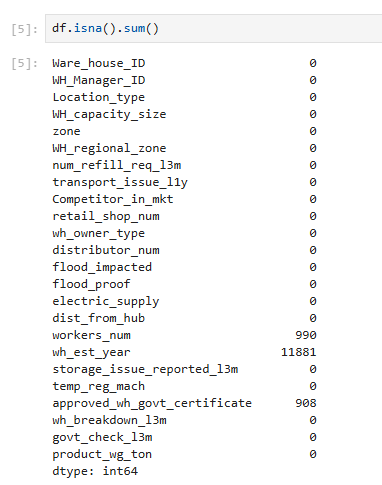 [5]: df.isna().sum()
[5]: Ware_house_ID 0
WH_Manager_ID 0
Location_type 0
WH_capacity_size 0
zone 0
WH_regional_zone 0
num_refill_req_l3m 0
transport_issue_l1y 0
Competitor_in_mkt 0
retail_shop_num 0
wh_owner_type 0
distributor_num 0
flood_impacted 0
flood_proof 0
electric_supply 0
dist_from_hub 0
workers_num 990
wh_est_year 11881
storage_issue_reported_l3m 0
temp_reg_mach 0
approved_wh_govt_certificate 908
wh_breakdown_l3m 0
govt_check_l3m 0
product_wg_ton 0
dtype: int64